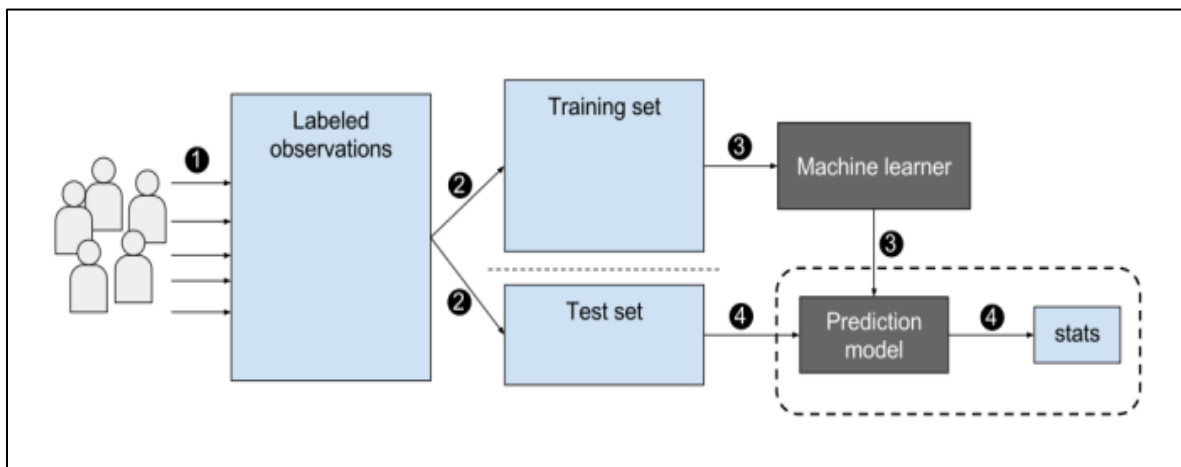 1
Labeled
observations
2
2
Training set
Test set
3
Machine learner
3
4
Prediction
model
4
stats